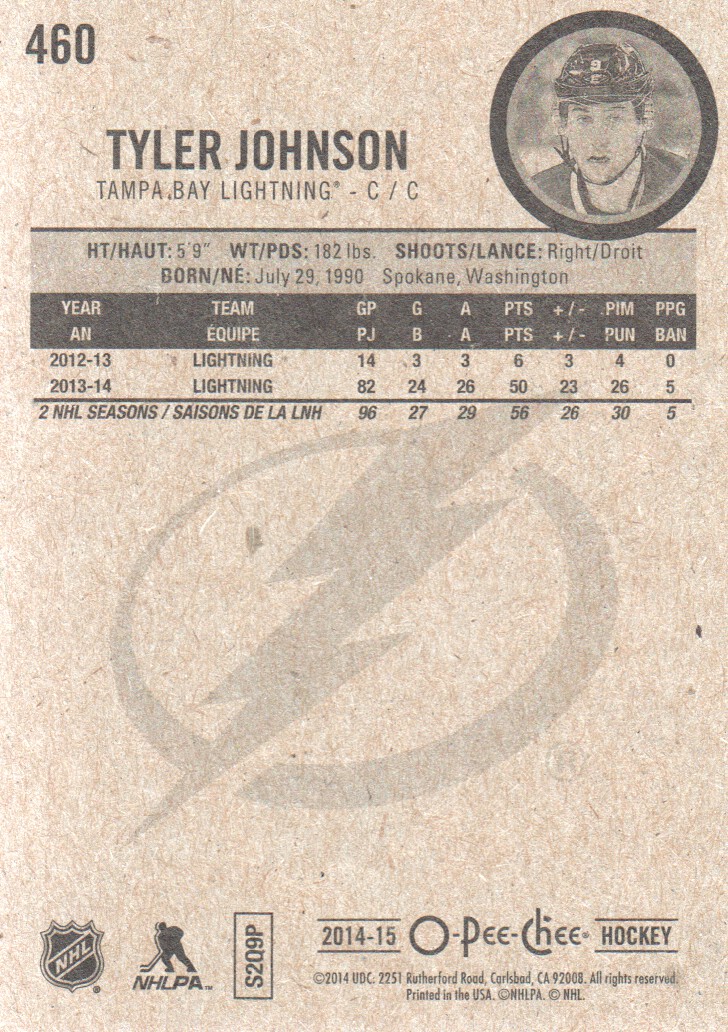 460
TYLER JOHNSON
TAMPA BAY LIGHTNING® - C / C
HT/HAUT: 5'9" WT/PDS: 182 lbs. SHOOTS/LANCE: Right/Droit
BORN/NÉ: July 29, 1990 Spokane, Washington
YEAR TEAM GP G A PTS +/- PIM PPG
AN ÉQUIPE PJ B A PTS +/- PUN BAN
2012-13 LIGHTNING 14 3 3 6 3 4 0
2013-14 LIGHTNING 82 24 26 50 23 26 5
2 NHL SEASONS / SAISONS DE LA LNH 96 27 29 56 26 30 5
®
NHL ®
NHLPA™
S209P
2014-15 O-PEE-CHEE® HOCKEY
©2014 UDC. 2251 Rutherford Road, Carlsbad, CA 92008. All rights reserved.
Printed in the USA. ©NHLPA. © NHL.